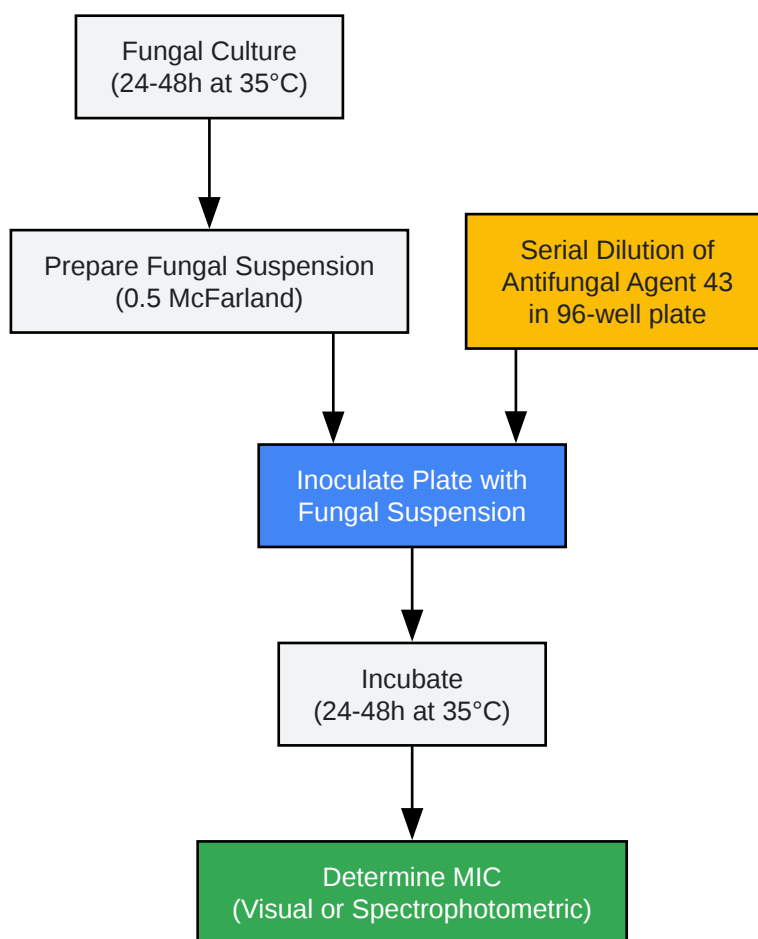 Fungal Culture
(24-48h at 35°C)
Prepare Fungal Suspension
(0.5 McFarland)
Serial Dilution of
Antifungal Agent 43
in 96-well plate
Inoculate Plate with
Fungal Suspension
Incubate
(24-48h at 35°C)
Determine MIC
(Visual or Spectrophotometric)